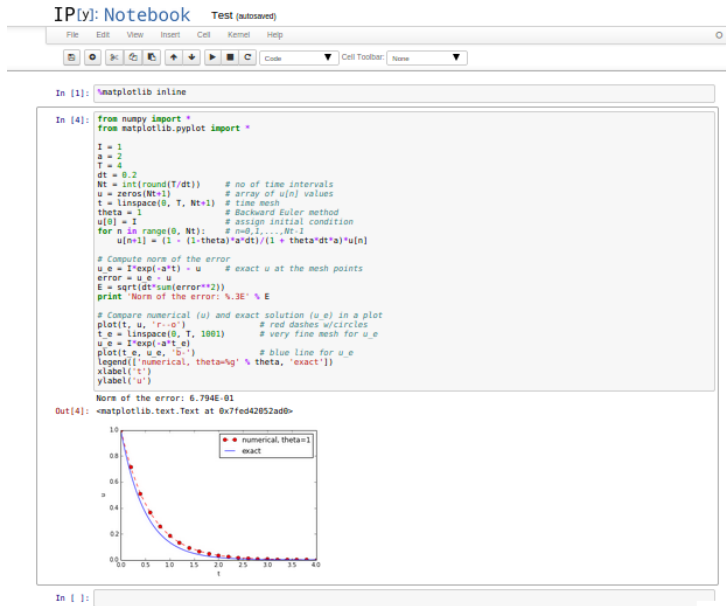 IP[y]: Notebook Test (autosaved)
File Edit View Insert Cell Kernel Help
Code Cell Toolbar: None
In [1]: %matplotlib inline
In [4]: from numpy import *
from matplotlib.pyplot import *
I = 1
a = 2
T = 4
dt = 0.2
Nt = int(round(T/dt)) # no of time intervals
u = zeros(Nt+1) # array of u[n] values
t = linspace(0, T, Nt+1) # time mesh
theta = 1 # Backward Euler method
u[0] = I # assign initial condition
for n in range(0, Nt): # n=0,1,...,Nt-1
u[n+1] = (1 - (1-theta)*a*dt)/(1 + theta*dt*a)*u[n]
# Compute norm of the error
u_e = I*exp(-a*t) - u # exact u at the mesh points
error = u_e - u
E = sqrt(dt*sum(error**2))
print 'Norm of the error: %.3E' % E
# Compare numerical (u) and exact solution (u_e) in a plot
plot(t, u, 'r--o') # red dashes w/circles
t_e = linspace(0, T, 1001) # very fine mesh for u_e
u_e = I*exp(-a*t_e)
plot(t_e, u_e, 'b-') # blue line for u_e
legend(['numerical, theta=%g' % theta, 'exact'])
xlabel('t')
ylabel('u')
Norm of the error: 6.794E-01
Out[4]: <matplotlib.text.Text at 0x7fed42052ad0>
1.0
numerical, theta=1
exact
0.8
0.6
u
0.4
0.2
0.0
0.0 0.5 1.0 1.5 2.0 2.5 3.0 3.5 4.0
t
In [ ]: